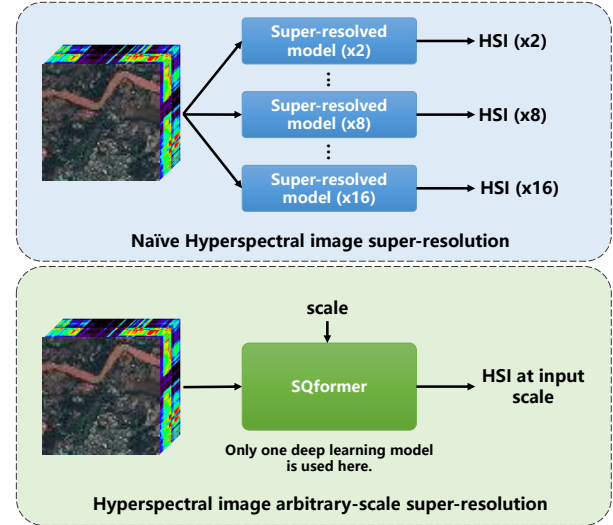 Super-resolved
model (x2)
HSI (x2)
Super-resolved
model (x8)
HSI (x8)
Super-resolved
model (x16)
HSI (x16)
Naïve Hyperspectral image super-resolution
scale
SQformer
HSI at input
scale
Only one deep learning model
is used here.
Hyperspectral image arbitrary-scale super-resolution